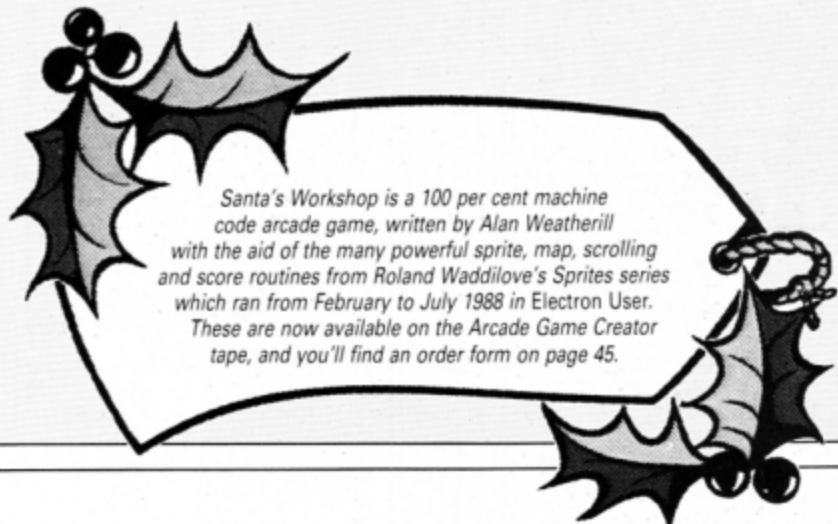 Santa's Workshop is a 100 per cent machine
code arcade game, written by Alan Weatherill
with the aid of the many powerful sprite, map, scrolling
and score routines from Roland Waddilove's Sprites series
which ran from February to July 1988 in Electron User.
These are now available on the Arcade Game Creator
tape, and you'll find an order form on page 45.